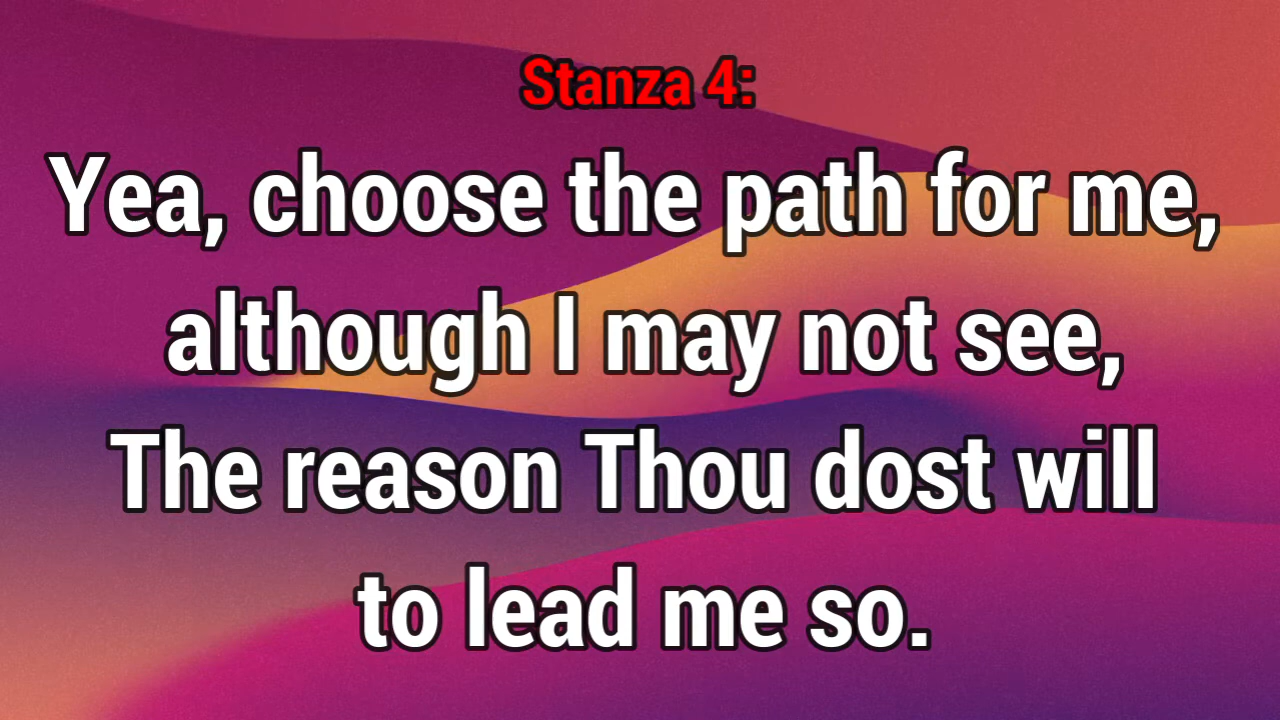 Stanza 4:
Yea, choose the path for me,
although I may not see,
The reason Thou dost will
to lead me so.